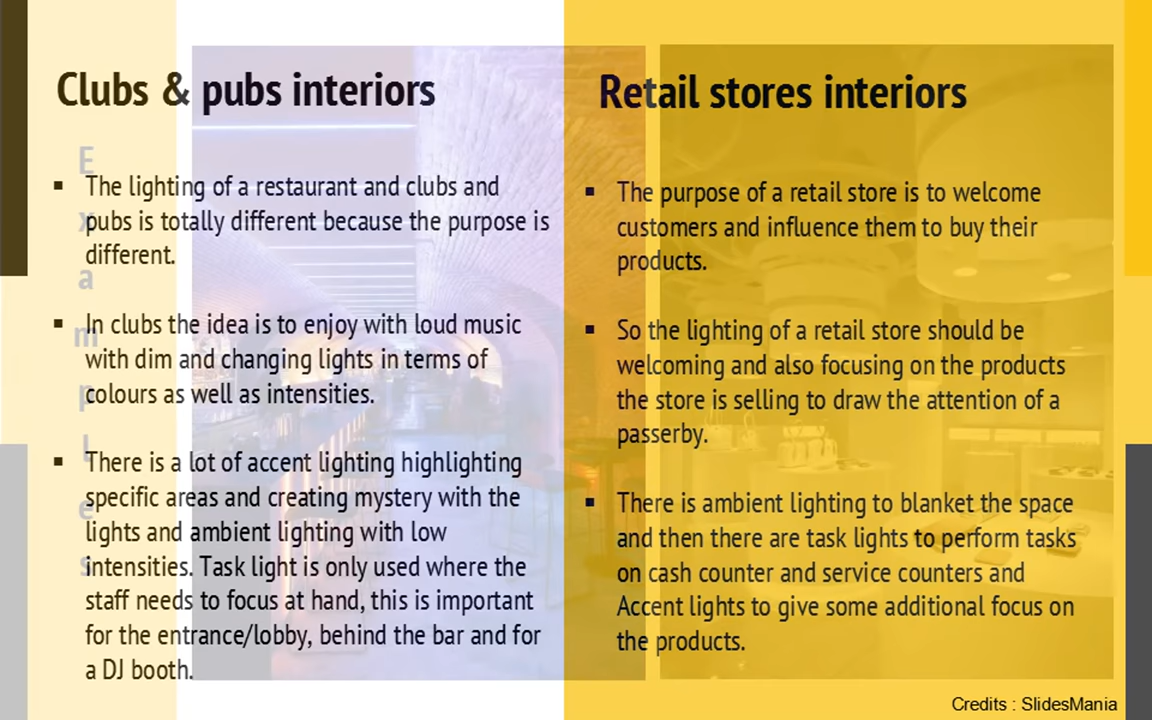 Clubs & pubs interiors
E
x
a
m
p
l
e
s
▪ The lighting of a restaurant and clubs and
pubs is totally different because the purpose is
different.
▪ In clubs the idea is to enjoy with loud music
with dim and changing lights in terms of
colours as well as intensities.
▪ There is a lot of accent lighting highlighting
specific areas and creating mystery with the
lights and ambient lighting with low
intensities. Task light is only used where the
staff needs to focus at hand, this is important
for the entrance/lobby, behind the bar and for
a DJ booth.
Retail stores interiors
▪ The purpose of a retail store is to welcome
customers and influence them to buy their
products.
▪ So the lighting of a retail store should be
welcoming and also focusing on the products
the store is selling to draw the attention of a
passerby.
▪ There is ambient lighting to blanket the space
and then there are task lights to perform tasks
on cash counter and service counters and
Accent lights to give some additional focus on
the products.
Credits : SlidesMania